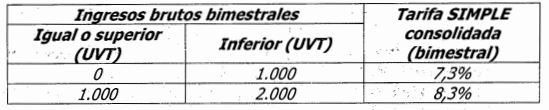 Ingresos brutos bimestrales
Tarifa SIMPLE
consolidada
(bimestral)
Igual o superior
(UVT)
Inferior (UVT)
0
1.000
7,3%
1.000
2.000
8,3%